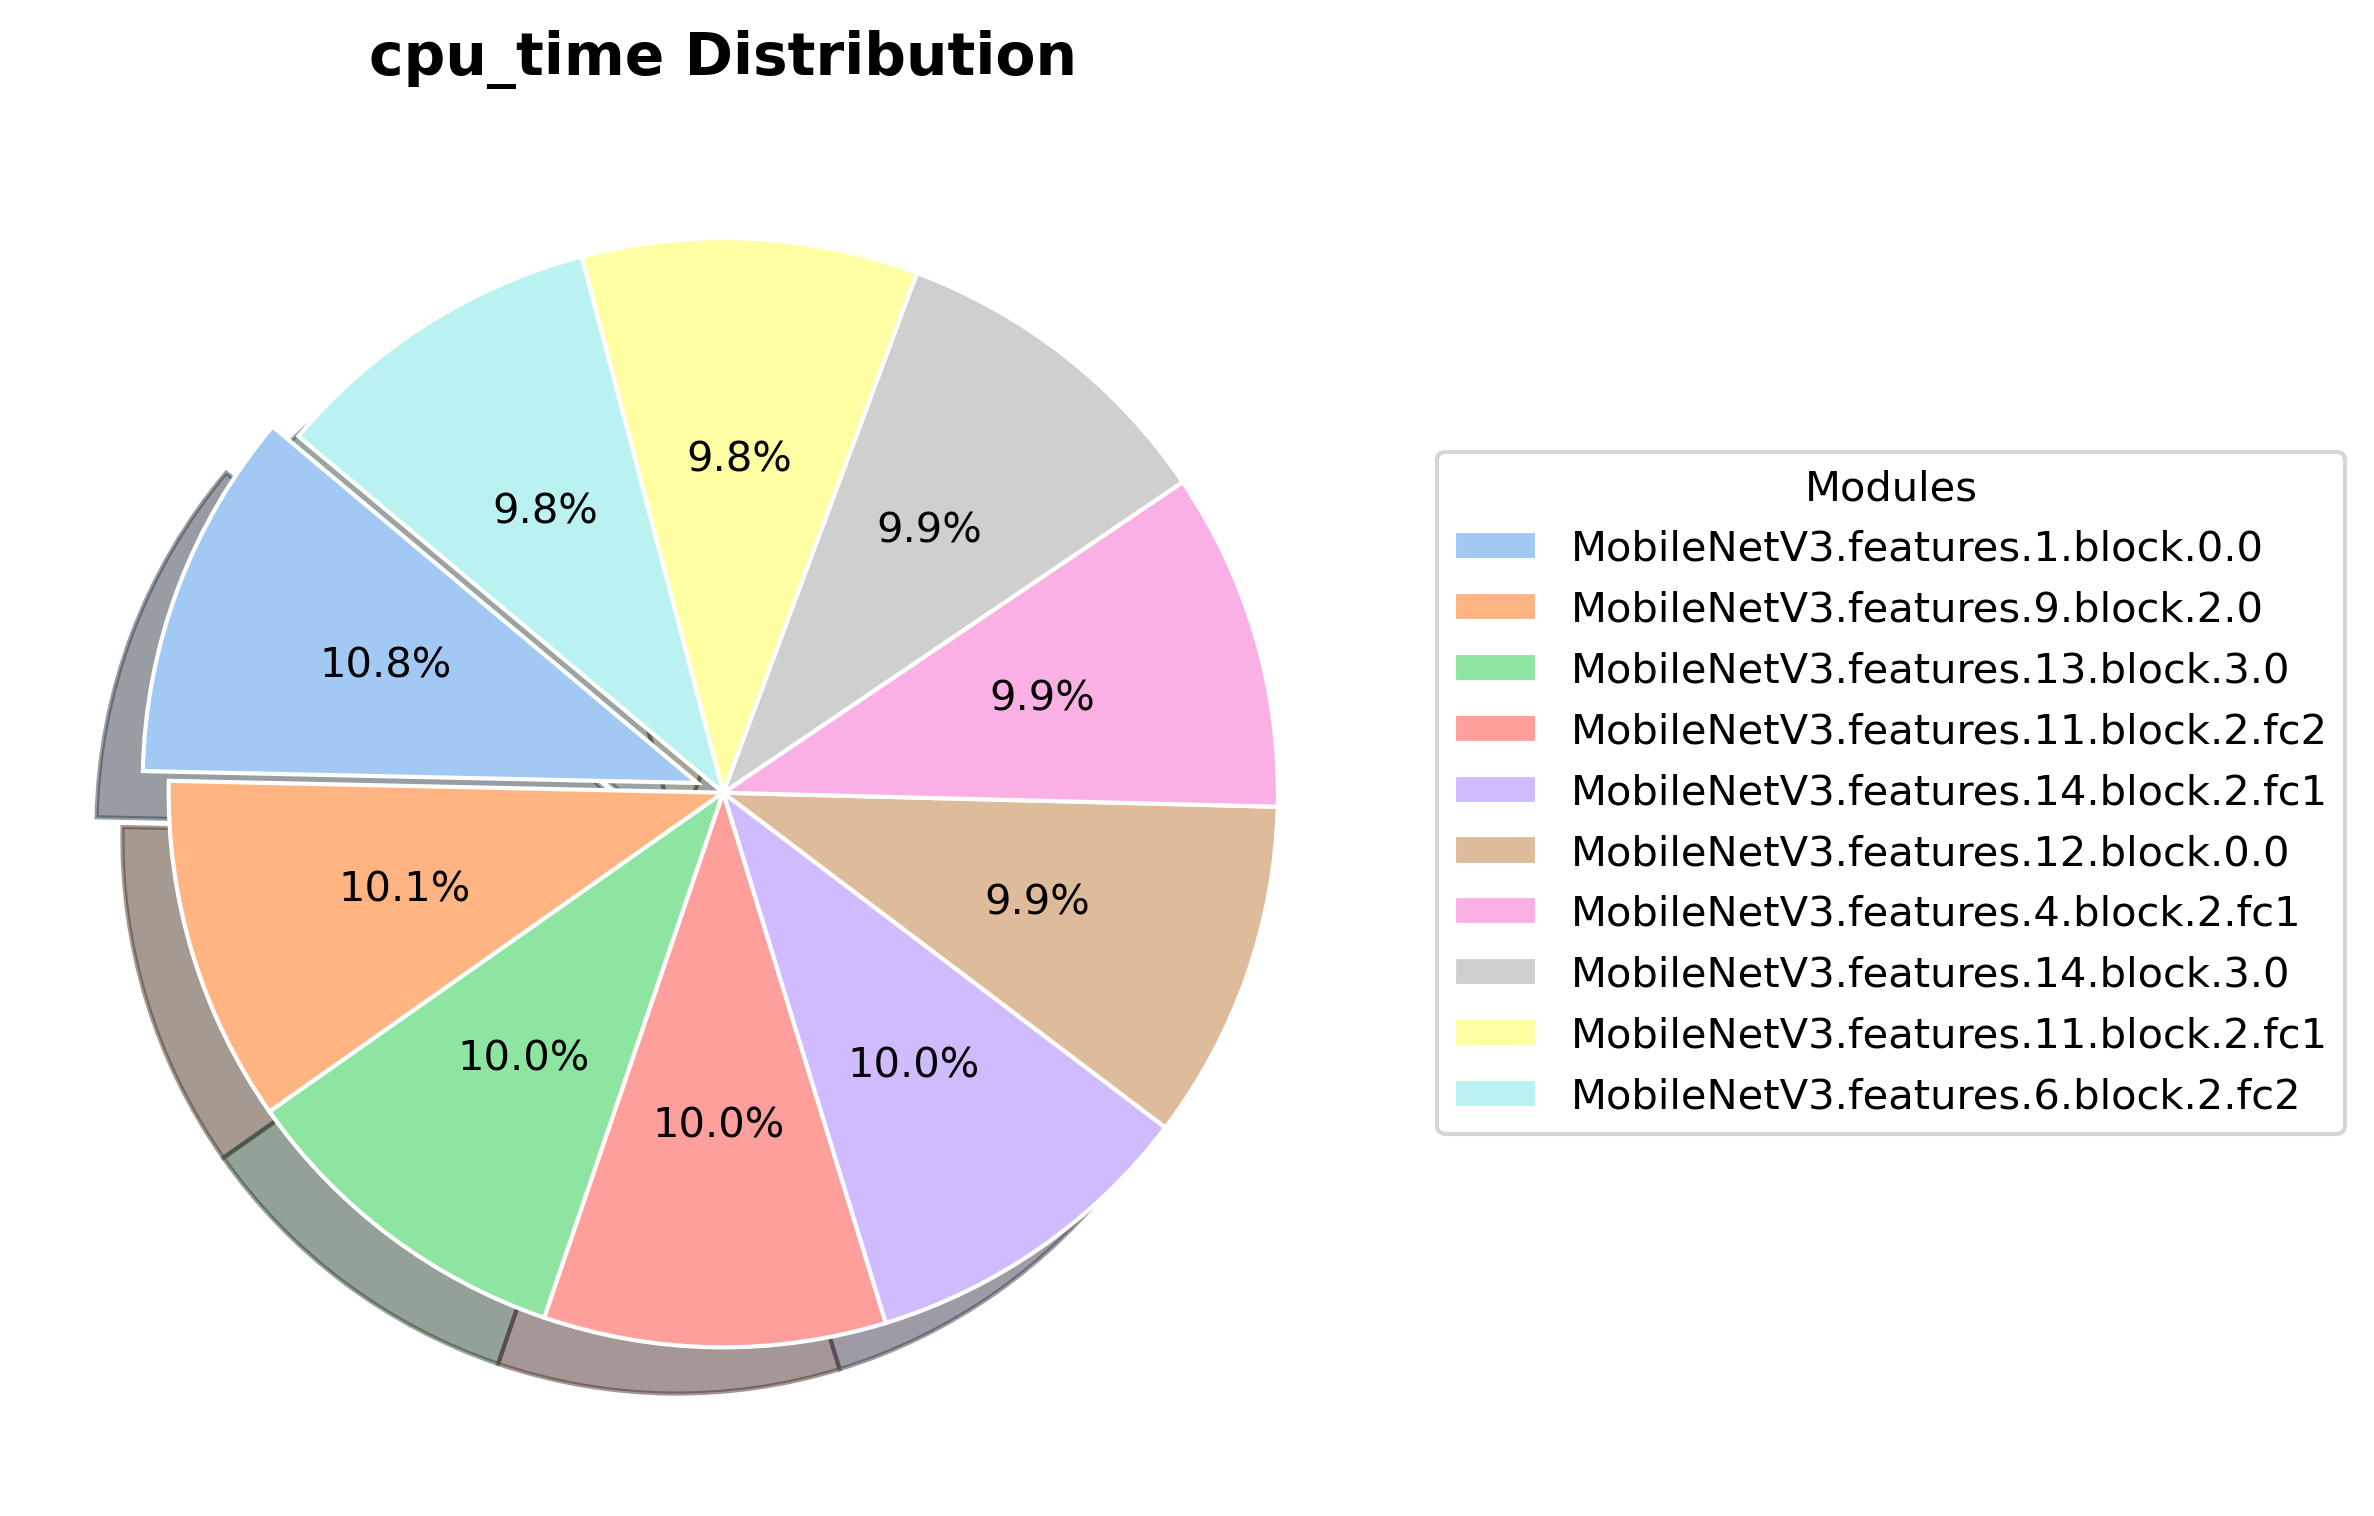 cpu_time Distribution
9.8%
9.8%
9.9%
10.8%
9.9%
10.1%
9.9%
10.0%
10.0%
10.0%
Modules
MobileNetV3.features.1.block.0.0
MobileNetV3.features.9.block.2.0
MobileNetV3.features.13.block.3.0
MobileNetV3.features.11.block.2.fc2
MobileNetV3.features.14.block.2.fc1
MobileNetV3.features.12.block.0.0
MobileNetV3.features.4.block.2.fc1
MobileNetV3.features.14.block.3.0
MobileNetV3.features.11.block.2.fc1
MobileNetV3.features.6.block.2.fc2